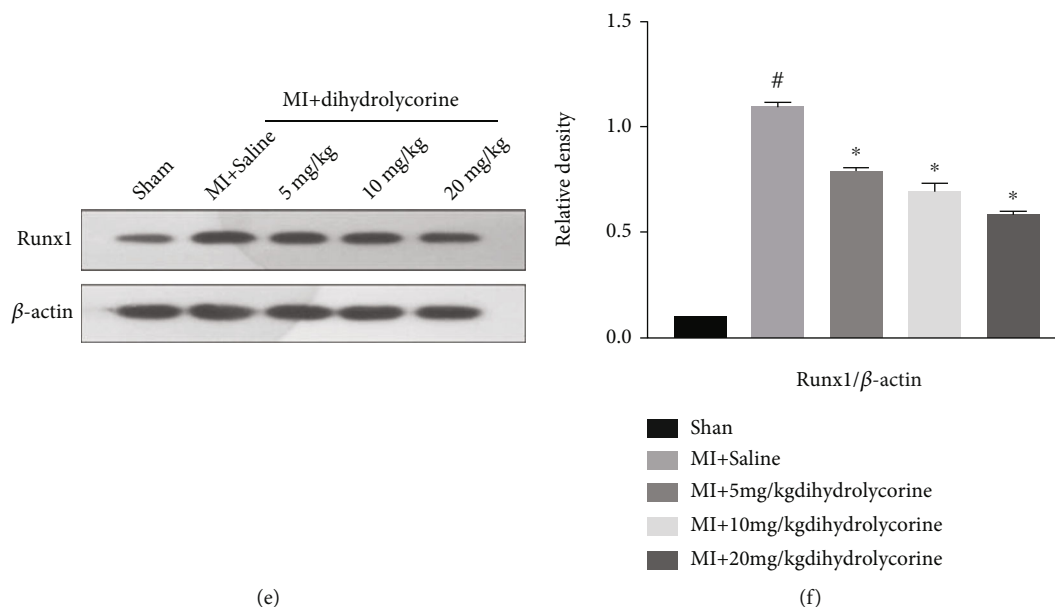 MI+dihydrolycorine
Sham
MI+Saline
5 mg/kg
10 mg/kg
20 mg/kg
Runx1
β-actin
(e)
1.5
1.0
0.5
0.0
Relative density
#
*
*
*
Runx1/β-actin
Shan
MI+Saline
MI+5mg/kgdihydrolycorine
MI+10mg/kgdihydrolycorine
MI+20mg/kgdihydrolycorine
(f)